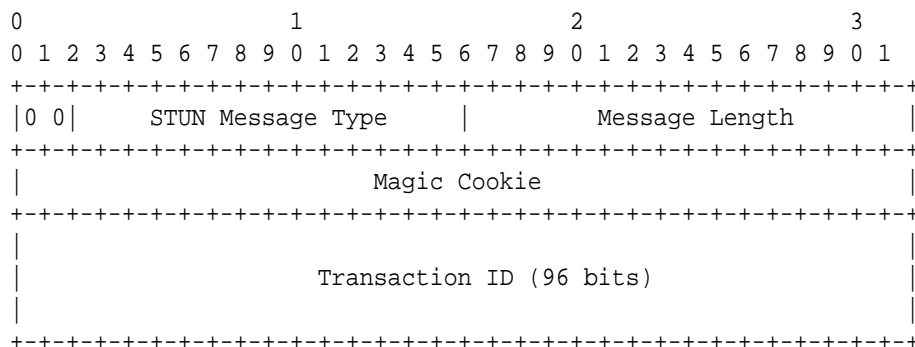 0                   1                   2                   3
0 1 2 3 4 5 6 7 8 9 0 1 2 3 4 5 6 7 8 9 0 1 2 3 4 5 6 7 8 9 0 1
+-+-+-+-+-+-+-+-+-+-+-+-+-+-+-+-+-+-+-+-+-+-+-+-+-+-+-+-+-+-+-+-+
|0 0|     STUN Message Type     |         Message Length        |
+-+-+-+-+-+-+-+-+-+-+-+-+-+-+-+-+-+-+-+-+-+-+-+-+-+-+-+-+-+-+-+-+
|                         Magic Cookie                          |
+-+-+-+-+-+-+-+-+-+-+-+-+-+-+-+-+-+-+-+-+-+-+-+-+-+-+-+-+-+-+-+-+
|                                                               |
|                     Transaction ID (96 bits)                  |
|                                                               |
+-+-+-+-+-+-+-+-+-+-+-+-+-+-+-+-+-+-+-+-+-+-+-+-+-+-+-+-+-+-+-+-+